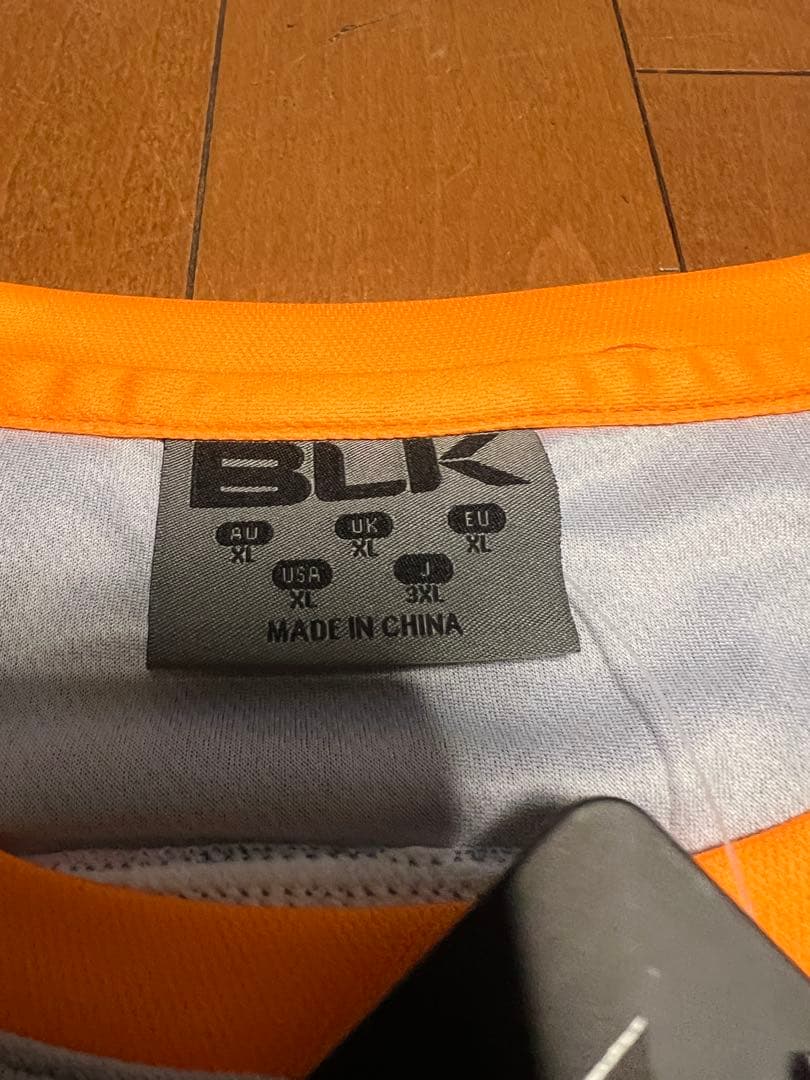 BLK
AU UK EU
XL XL XL
USA J
XL 3XL
MADE IN CHINA